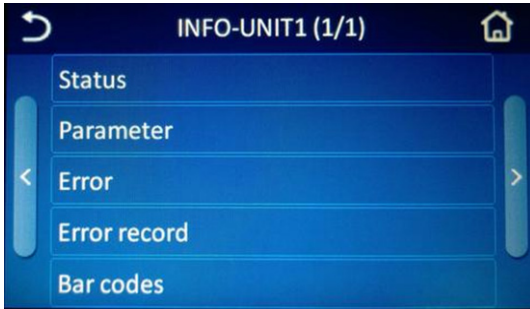 INFO-UNIT1 (1/1)
Status
Parameter
Error
Error record
Bar codes